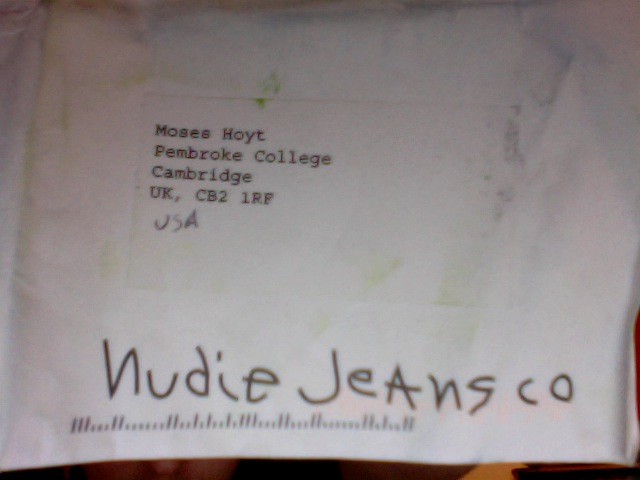 Moses Hoyt
Pembroke College
Cambridge
UK, CB2 1RF
USA
Nudie Jeans co